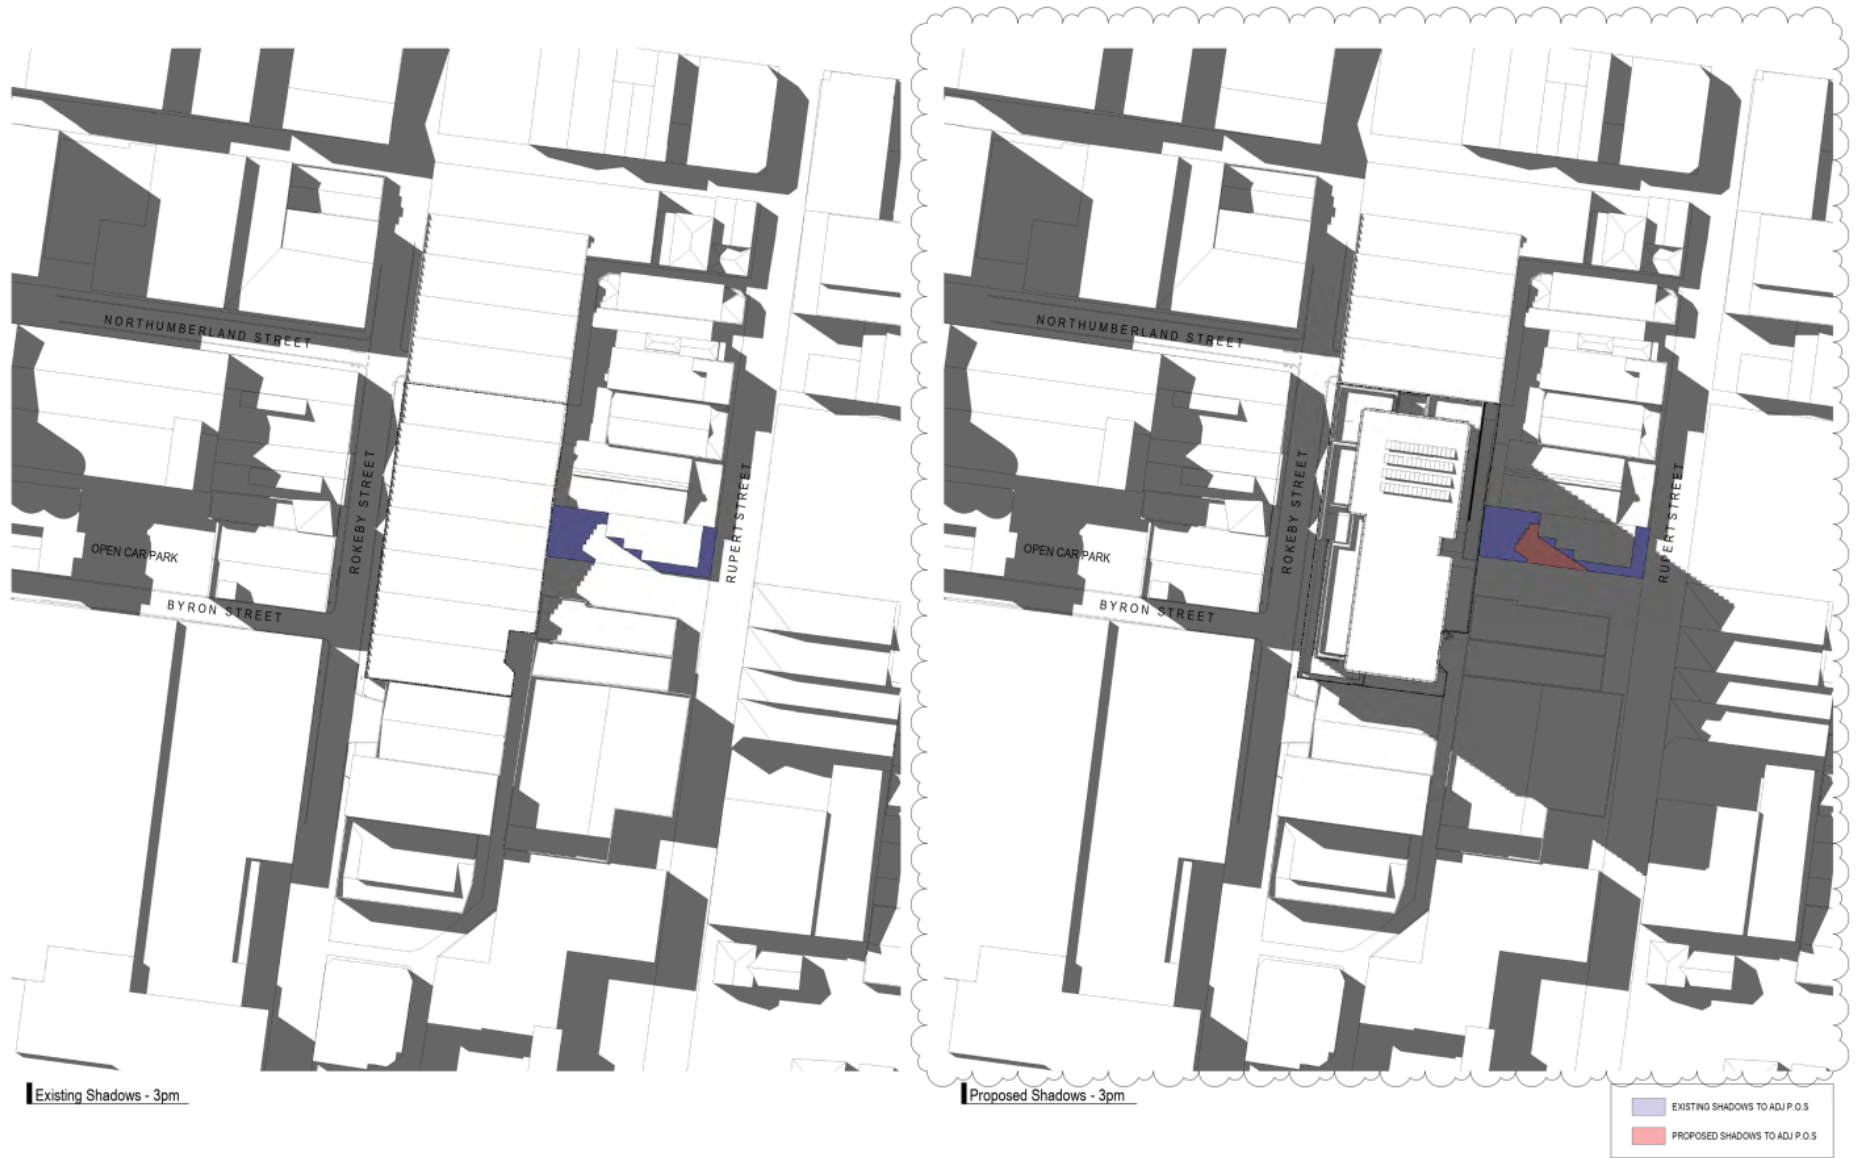 NORTHUMBERLAND STREET
ROKEBY STREET
RUPERT STREET
OPEN CAR PARK
BYRON STREET
Existing Shadows - 3pm
NORTHUMBERLAND STREET
ROKEBY STREET
RUPERT STREET
OPEN CAR PARK
BYRON STREET
Proposed Shadows - 3pm
EXISTING SHADOWS TO ADJ P.O.S
PROPOSED SHADOWS TO ADJ P.O.S